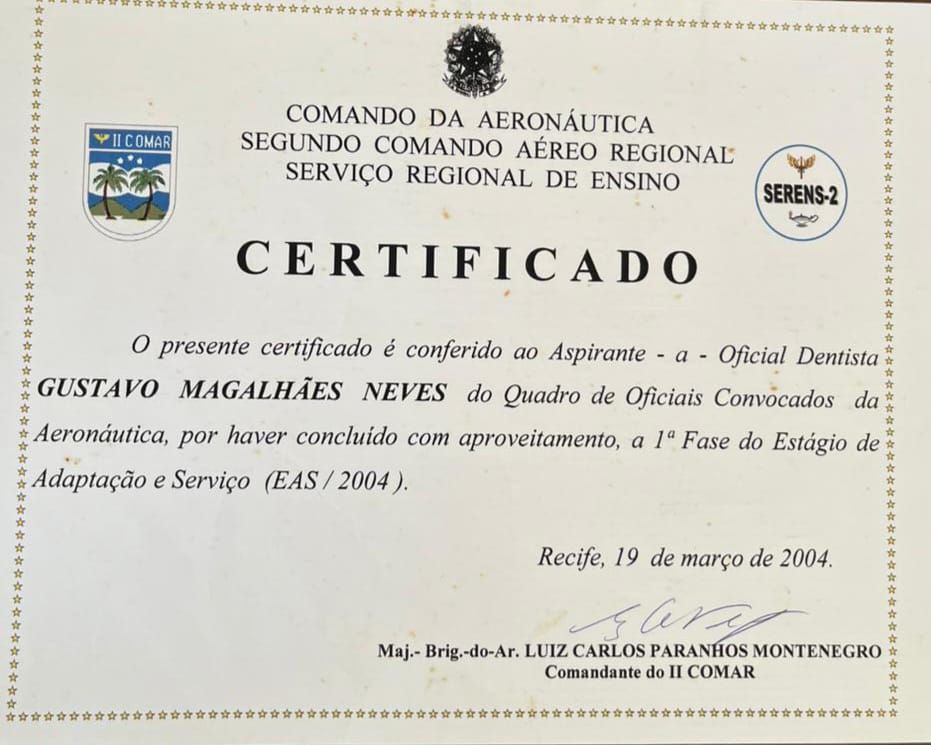 COMANDO DA AERONÁUTICA
SEGUNDO COMANDO AÉREO REGIONAL
SERVIÇO REGIONAL DE ENSINO
II COMAR
SERENS-2
CERTIFICADO
O presente certificado é conferido ao Aspirante - a - Oficial Dentista
GUSTAVO MAGALHÃES NEVES do Quadro de Oficiais Convocados da
Aeronáutica, por haver concluído com aproveitamento, a 1ª Fase do Estágio de
Adaptação e Serviço (EAS / 2004 ).
Recife, 19 de março de 2004.
Maj.- Brig.-do-Ar. LUIZ CARLOS PARANHOS MONTENEGRO
Comandante do II COMAR